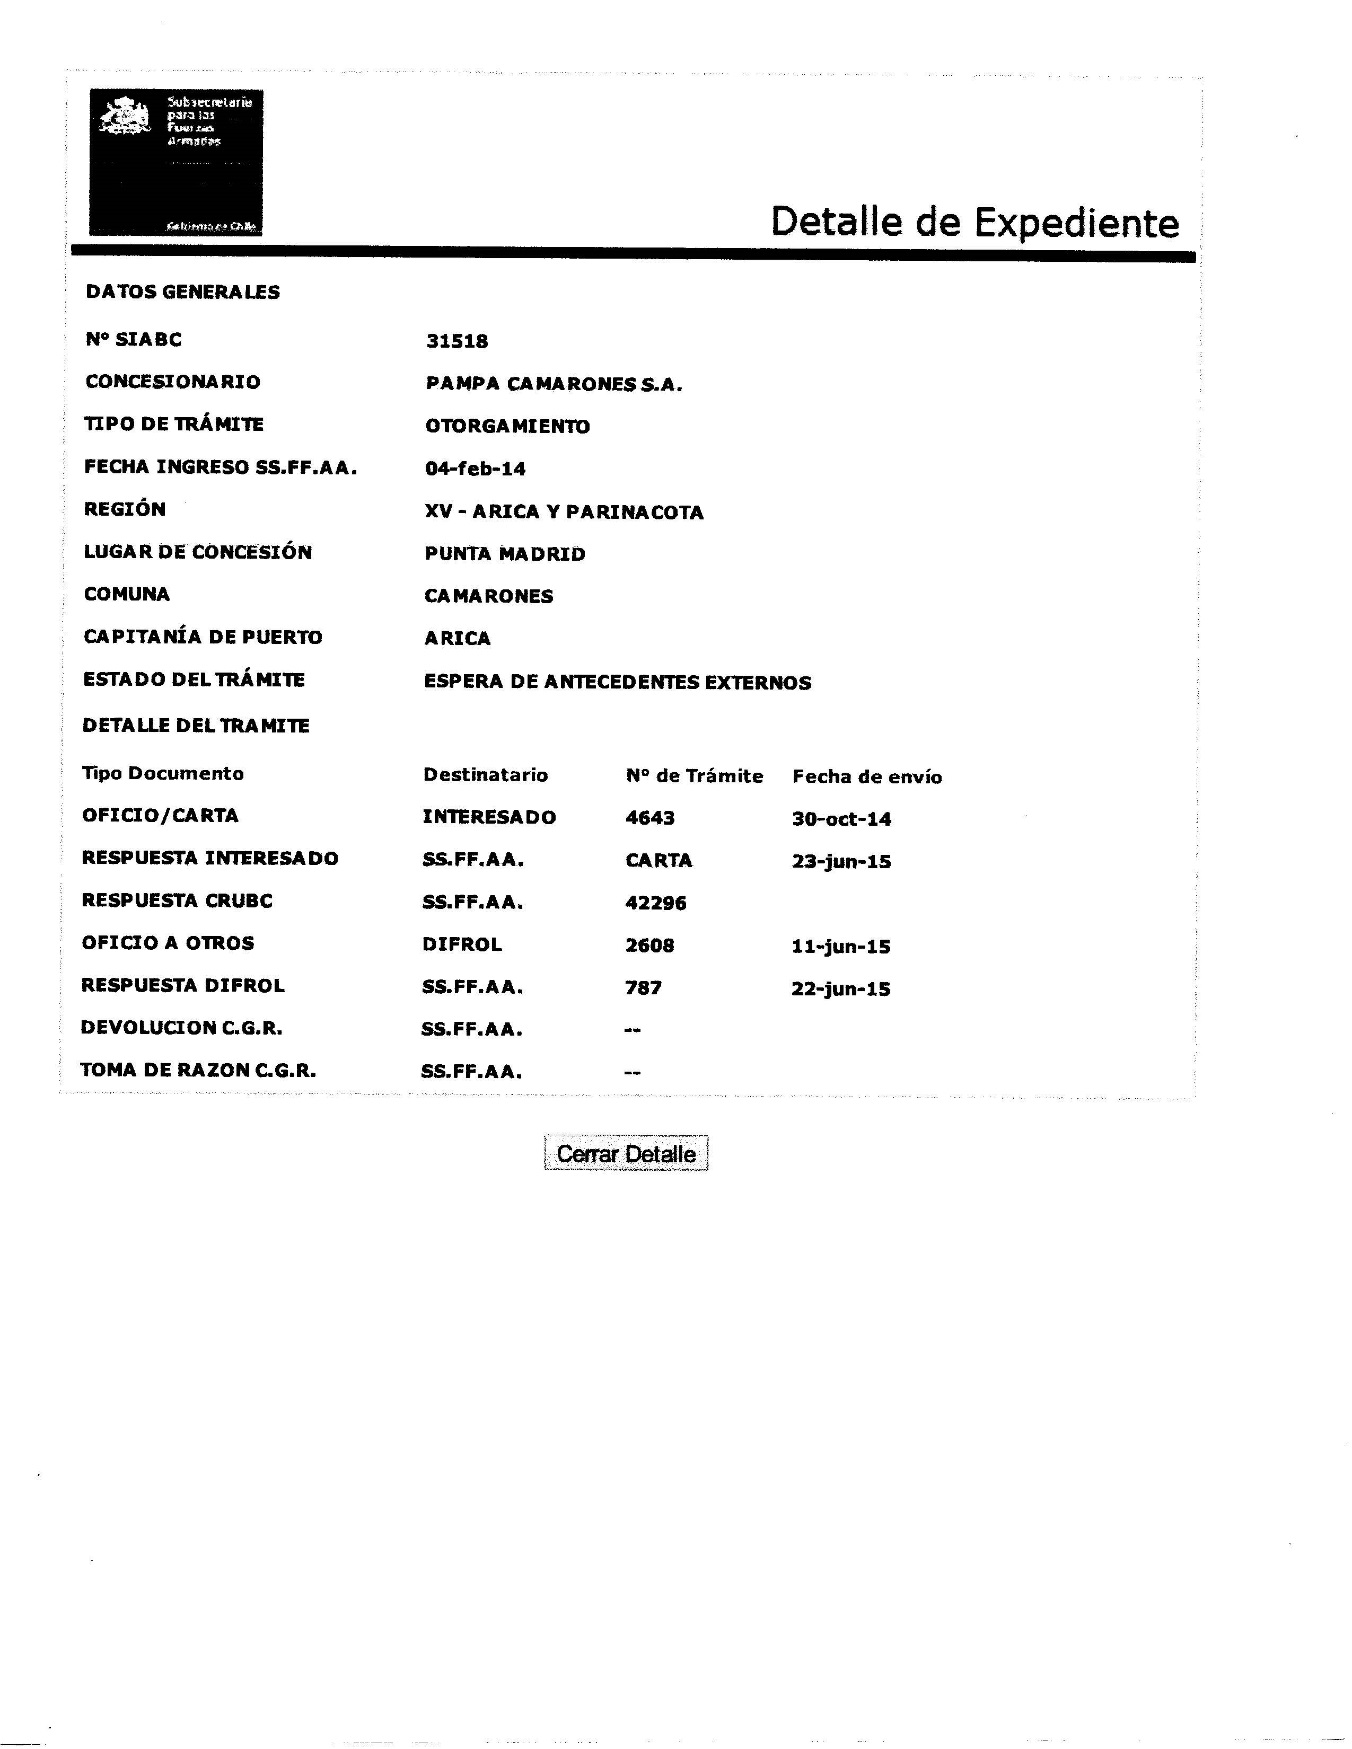 Subsecretaría
para las
Fuerzas
Armadas
Gobierno de Chile
Detalle de Expediente
DATOS GENERALES
Nº SIABC 31518
CONCESIONARIO PAMPA CAMARONES S.A.
TIPO DE TRÁMITE OTORGAMIENTO
FECHA INGRESO SS.FF.AA. 04-feb-14
REGIÓN XV - ARICA Y PARINACOTA
LUGAR DE CONCESIÓN PUNTA MADRID
COMUNA CAMARONES
CAPITANÍA DE PUERTO ARICA
ESTADO DEL TRÁMITE ESPERA DE ANTECEDENTES EXTERNOS
DETALLE DEL TRAMITE
Tipo Documento Destinatario Nº de Trámite Fecha de envío
OFICIO/CARTA INTERESADO 4643 30-oct-14
RESPUESTA INTERESADO SS.FF.AA. CARTA 23-jun-15
RESPUESTA CRUBC SS.FF.AA. 42296
OFICIO A OTROS DIFROL 2608 11-jun-15
RESPUESTA DIFROL SS.FF.AA. 787 22-jun-15
DEVOLUCION C.G.R. SS.FF.AA. --
TOMA DE RAZON C.G.R. SS.FF.AA. --
Cerrar Detalle